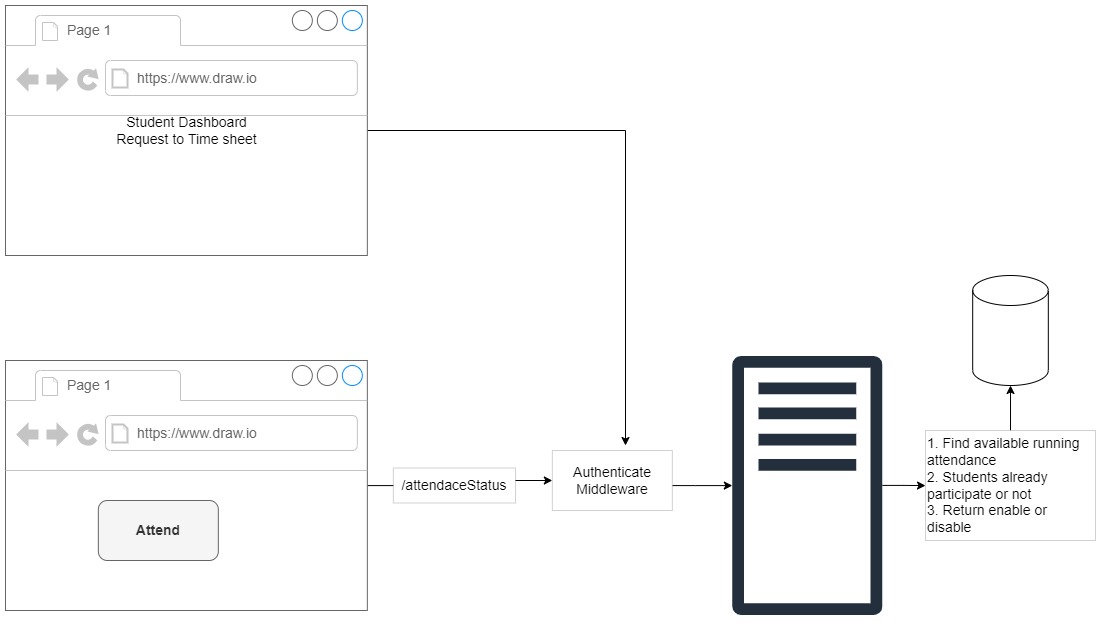 Page 1
https://www.draw.io
Student Dashboard
Request to Time sheet
Page 1
https://www.draw.io
Attend
/attendaceStatus
Authenticate
Middleware
1. Find available running
attendance
2. Students already
participate or not
3. Return enable or
disable